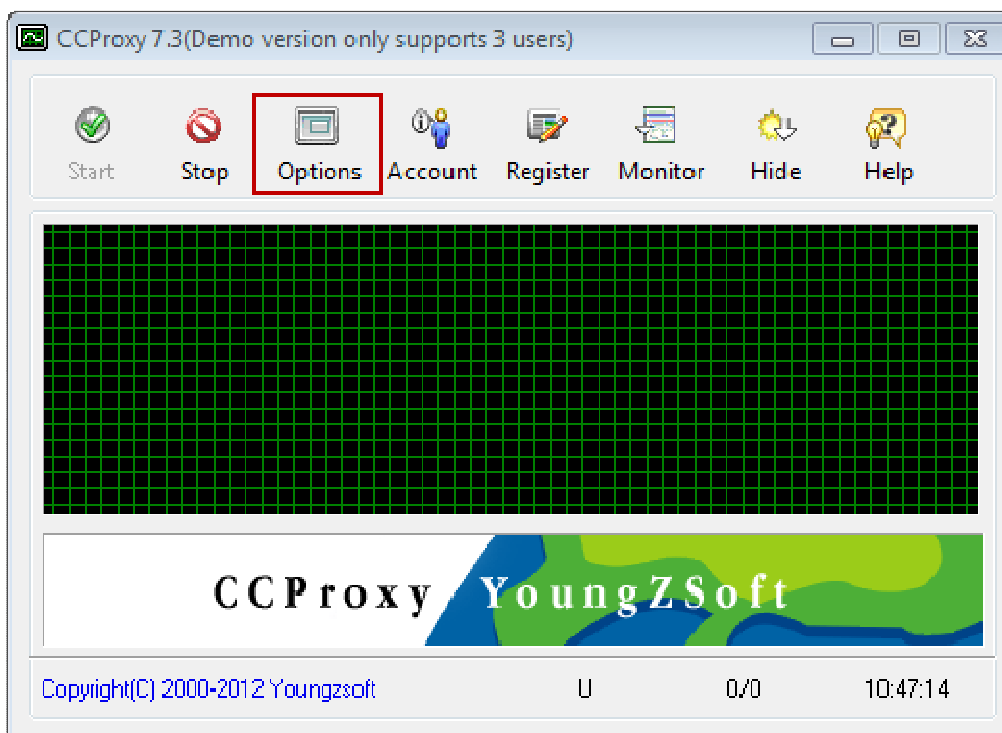 CCProxy 7.3(Demo version only supports 3 users)
Start Stop Options Account Register Monitor Hide Help
CCProxy YoungZSoft
Copyright(C) 2000-2012 Youngzsoft U 0/0 10:47:14